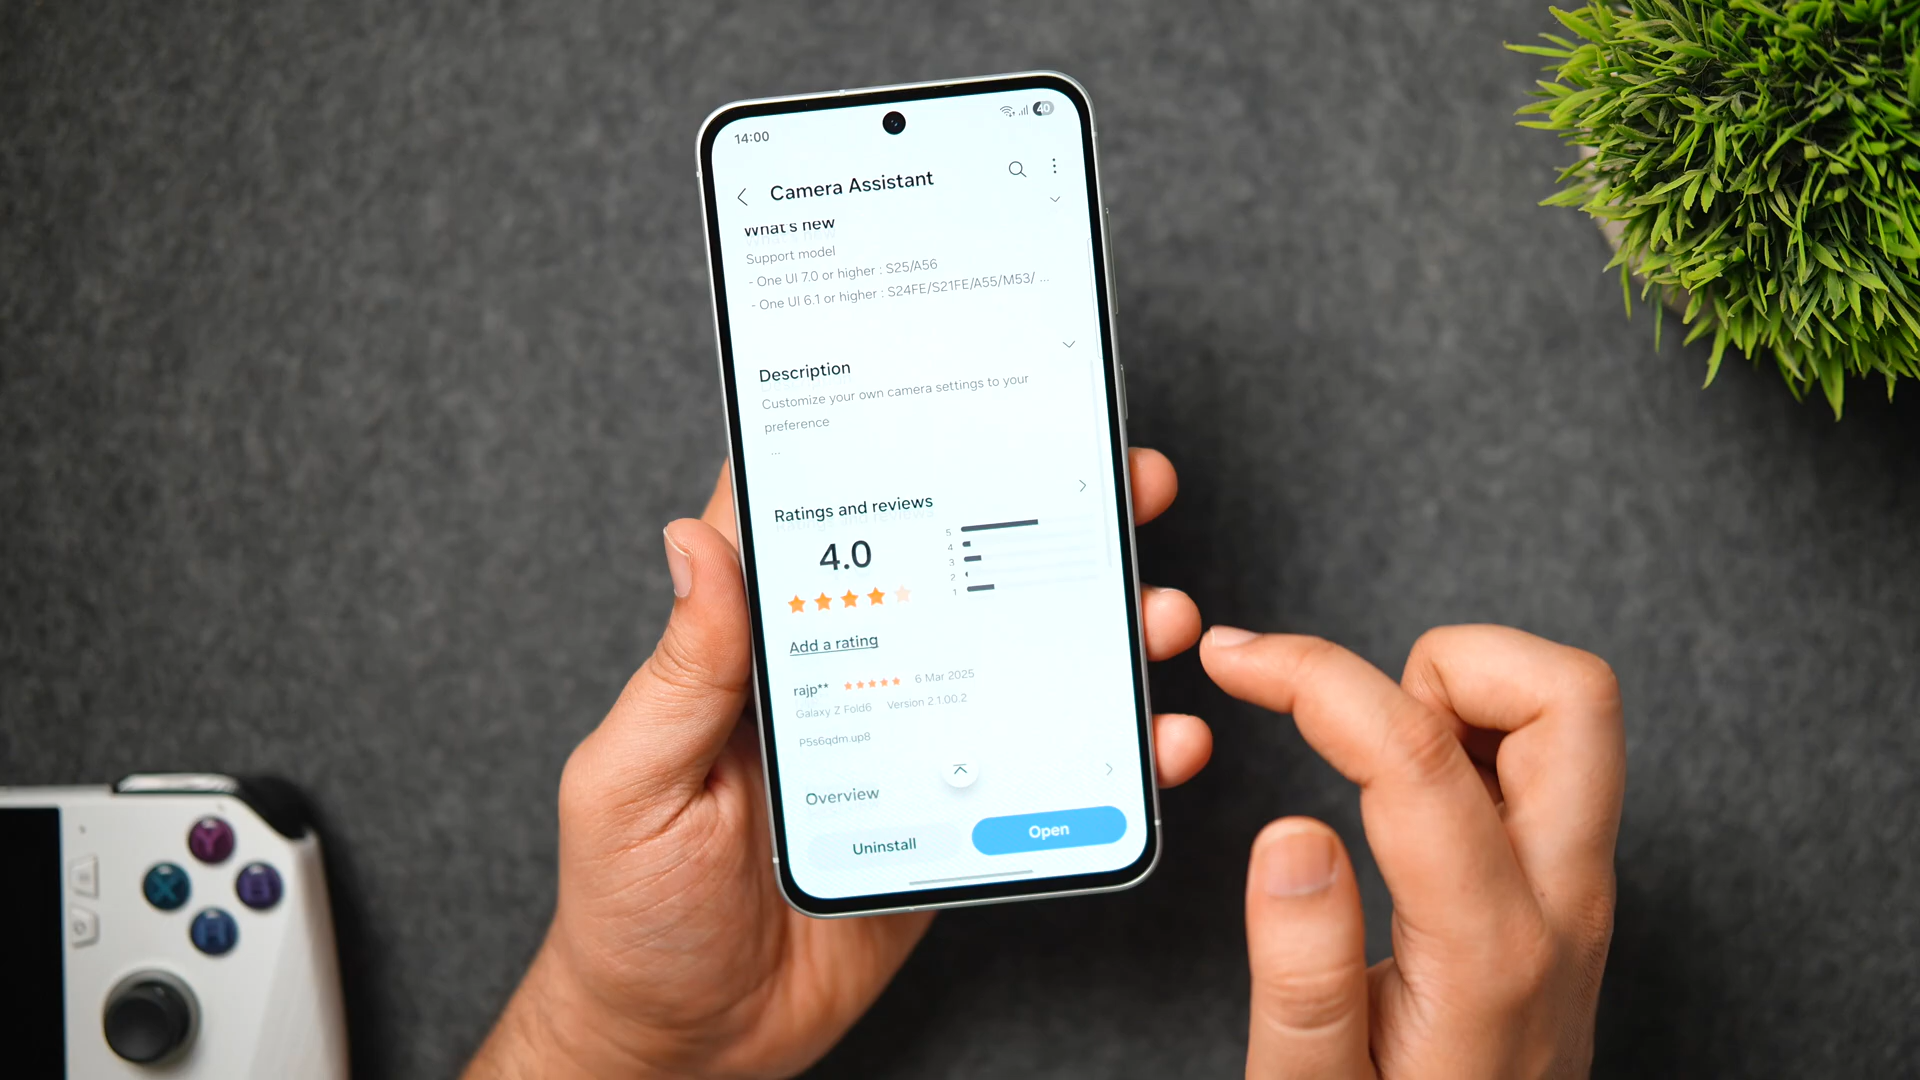 14:00
40
Camera Assistant
What's new
Support model
- One UI 7.0 or higher : S25/A56
- One UI 6.1 or higher : S24FE/S21FE/A55/M53/ ...
Description
Customize your own camera settings to your
preference
...
Ratings and reviews
4.0
5
4
3
2
1
Add a rating
rajp** 6 Mar 2025
Galaxy Z Fold6 Version 2.1.00.2
P5s6qdm.up8
Overview
Uninstall
Open
Y
X
B